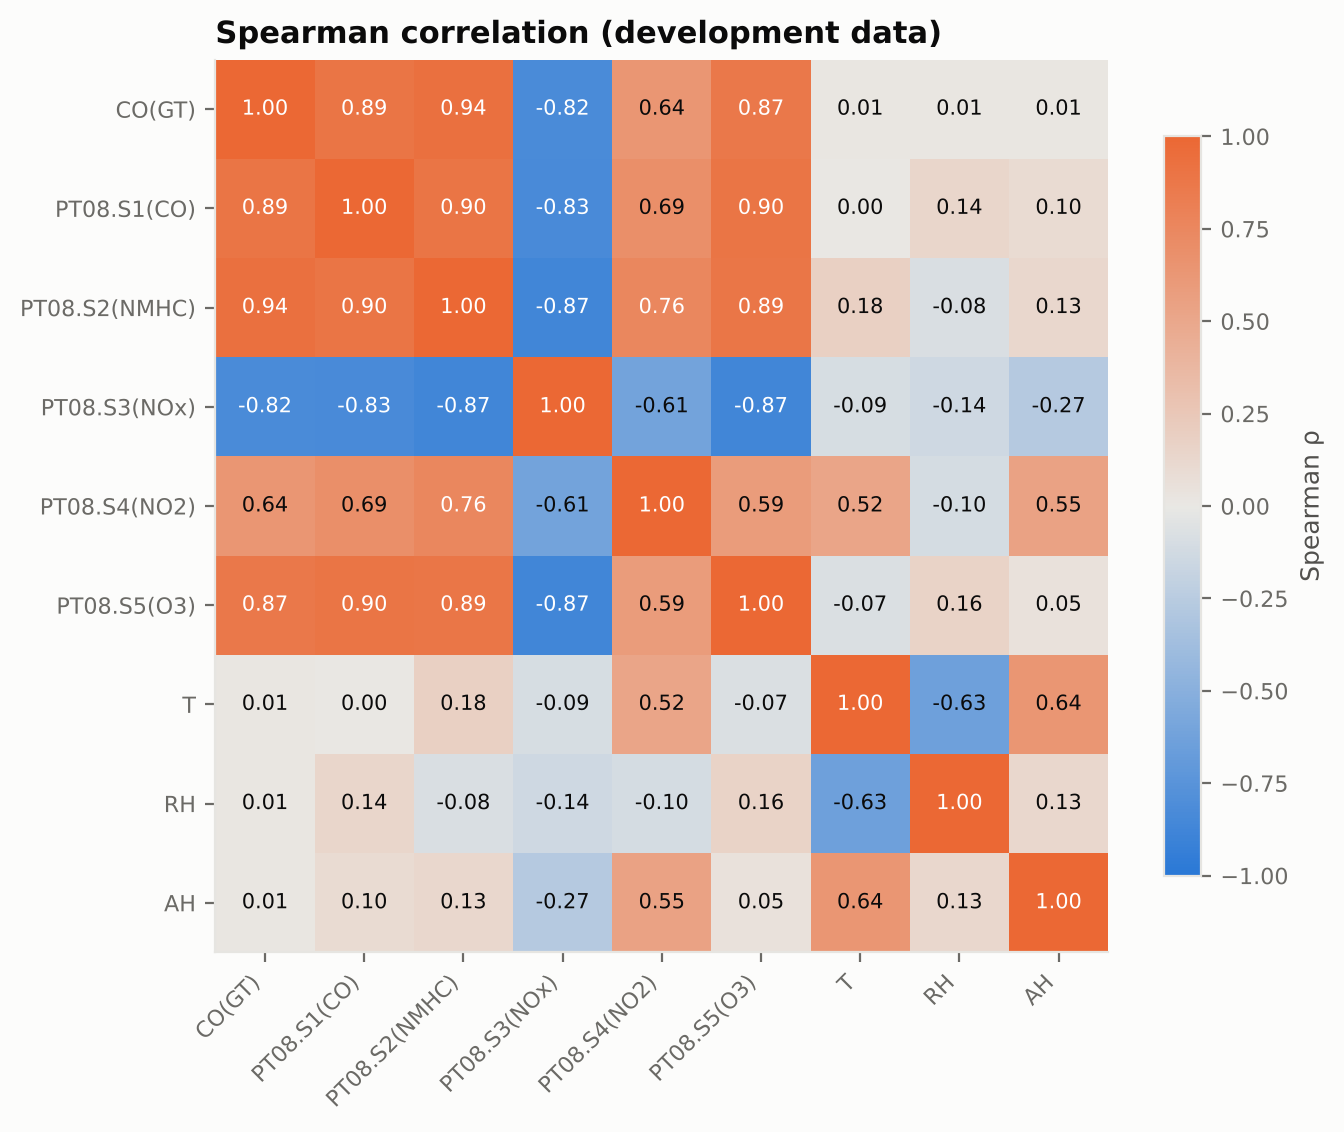 Spearman correlation (development data)
CO(GT) 1.00 0.89 0.94 -0.82 0.64 0.87 0.01 0.01 0.01
PT08.S1(CO) 0.89 1.00 0.90 -0.83 0.69 0.90 0.00 0.14 0.10
PT08.S2(NMHC) 0.94 0.90 1.00 -0.87 0.76 0.89 0.18 -0.08 0.13
PT08.S3(NOx) -0.82 -0.83 -0.87 1.00 -0.61 -0.87 -0.09 -0.14 -0.27
PT08.S4(NO2) 0.64 0.69 0.76 -0.61 1.00 0.59 0.52 -0.10 0.55
PT08.S5(O3) 0.87 0.90 0.89 -0.87 0.59 1.00 -0.07 0.16 0.05
T 0.01 0.00 0.18 -0.09 0.52 -0.07 1.00 -0.63 0.64
RH 0.01 0.14 -0.08 -0.14 -0.10 0.16 -0.63 1.00 0.13
AH 0.01 0.10 0.13 -0.27 0.55 0.05 0.64 0.13 1.00
CO(GT) PT08.S1(CO) PT08.S2(NMHC) PT08.S3(NOx) PT08.S4(NO2) PT08.S5(O3) T RH AH
1.00
0.75
0.50
0.25
0.00
−0.25
−0.50
−0.75
−1.00
Spearman ρ